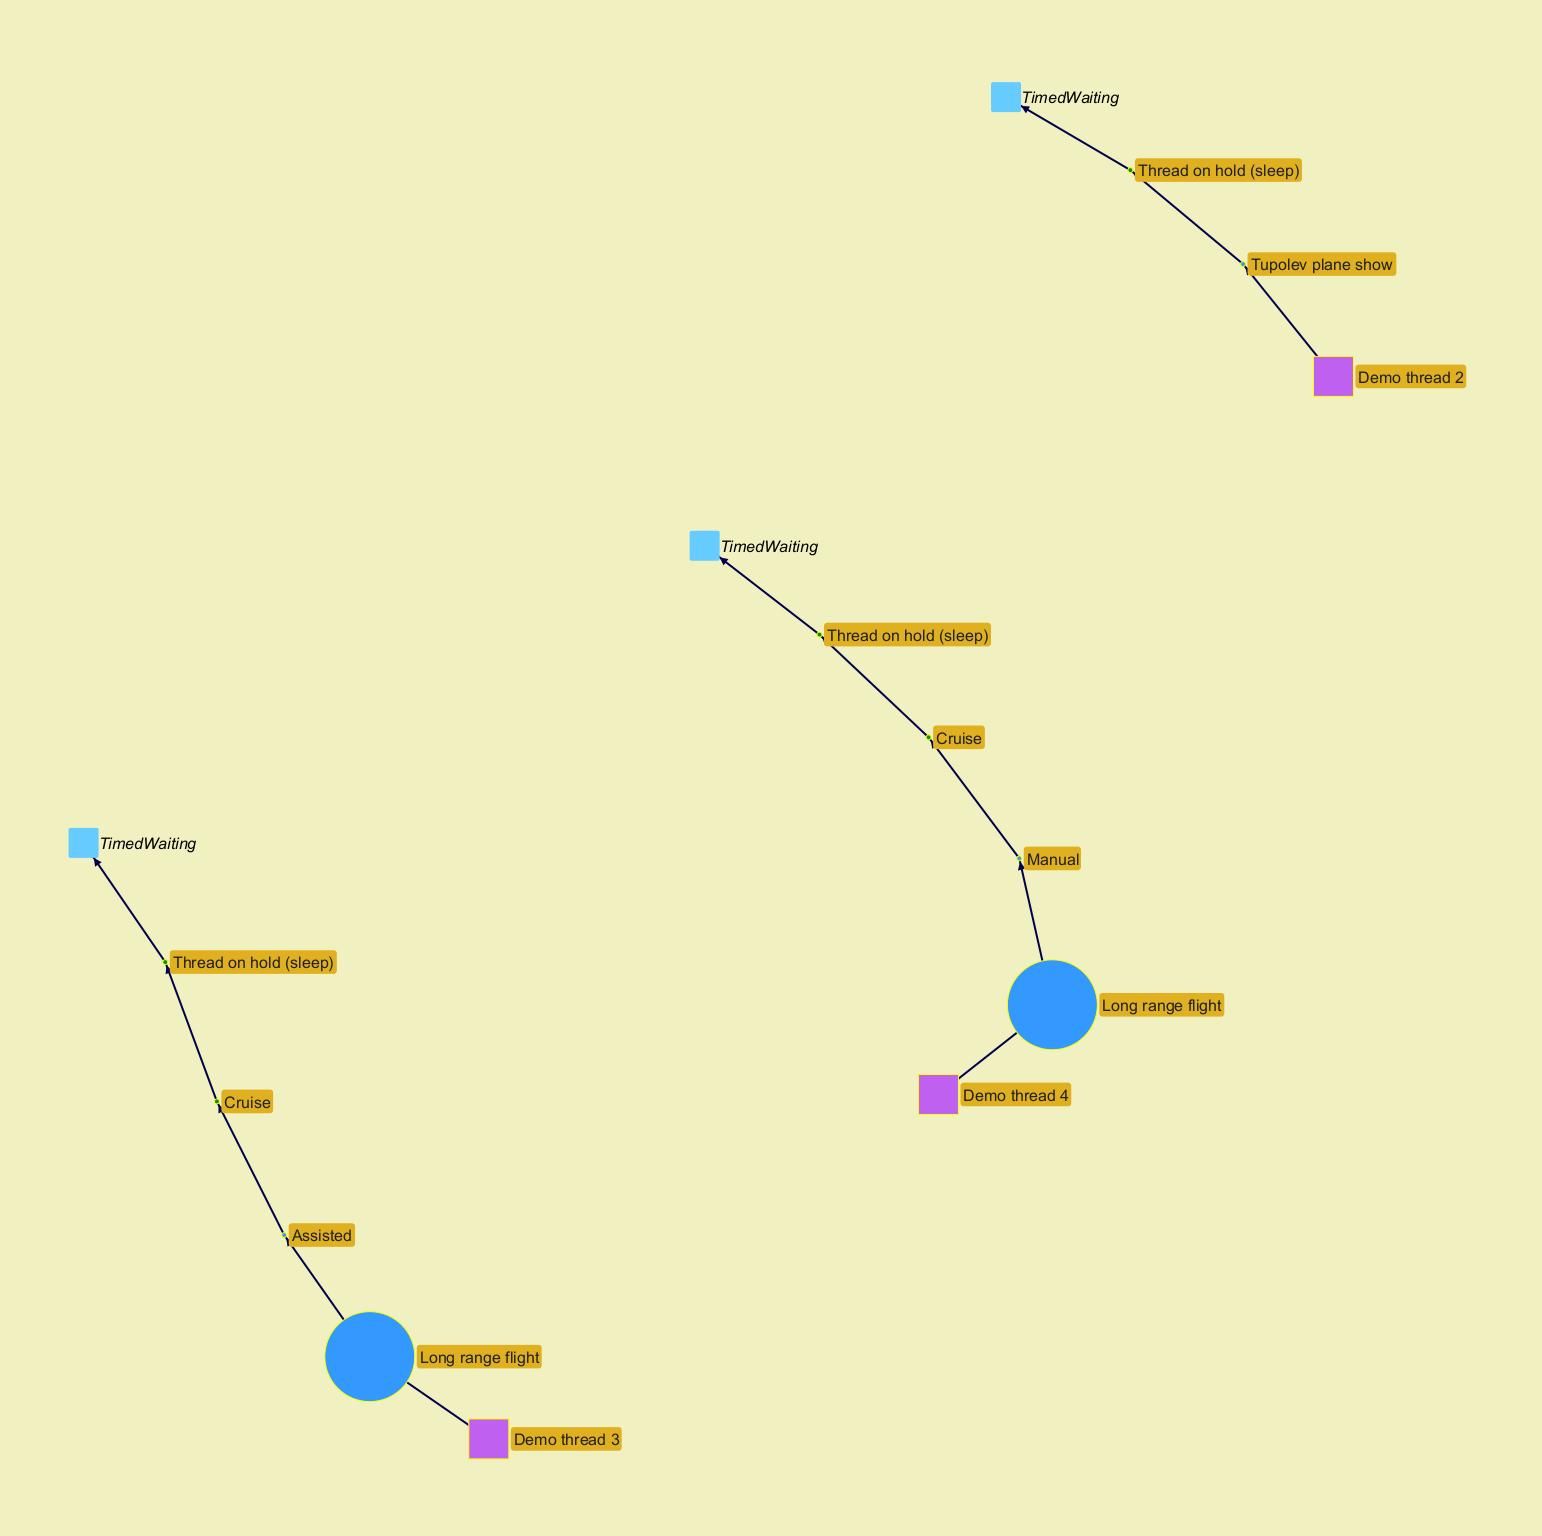 TimedWaiting
Thread on hold (sleep)
Tupolev plane show
Demo thread 2
TimedWaiting
Thread on hold (sleep)
Cruise
Manual
Long range flight
Demo thread 4
TimedWaiting
Thread on hold (sleep)
Cruise
Assisted
Long range flight
Demo thread 3